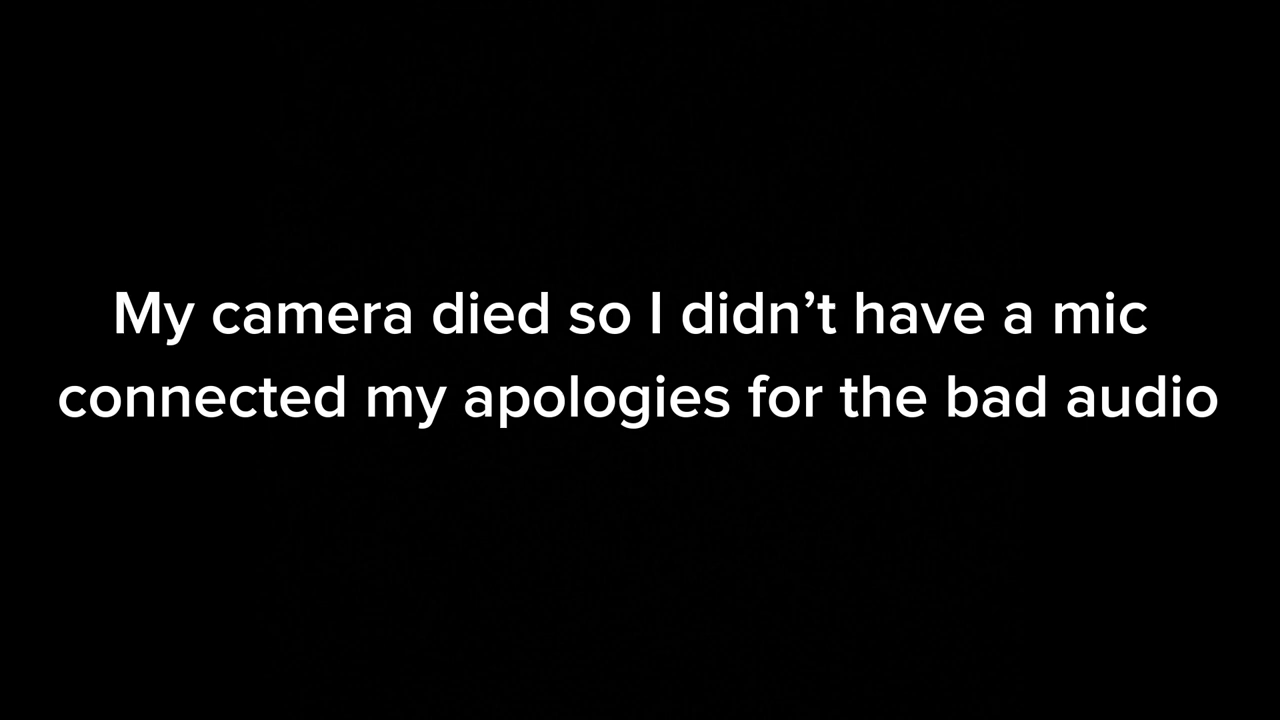 My camera died so I didn’t have a mic
connected my apologies for the bad audio